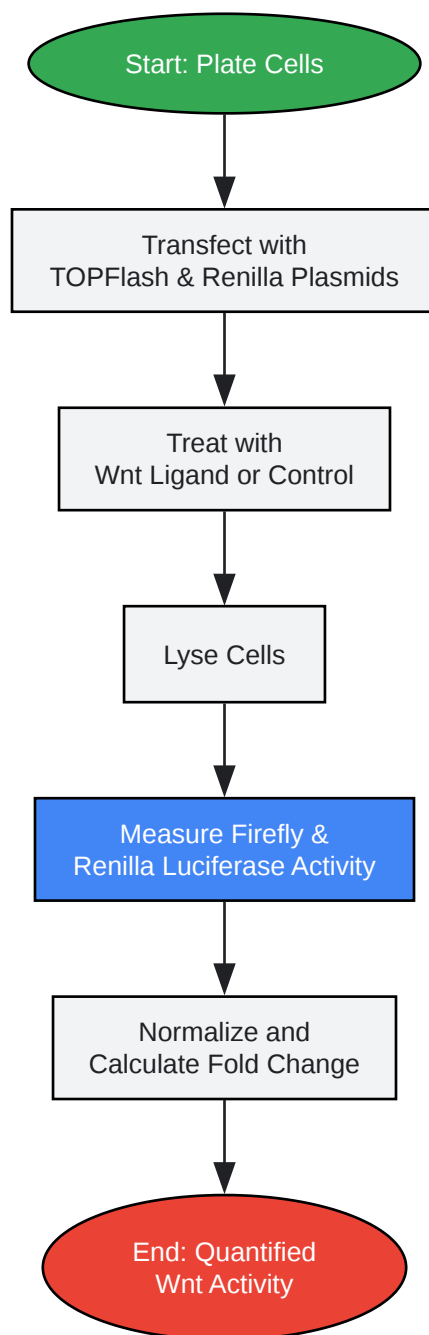 Start: Plate Cells
Transfect with
TOPFlash & Renilla Plasmids
Treat with
Wnt Ligand or Control
Lyse Cells
Measure Firefly &
Renilla Luciferase Activity
Normalize and
Calculate Fold Change
End: Quantified
Wnt Activity